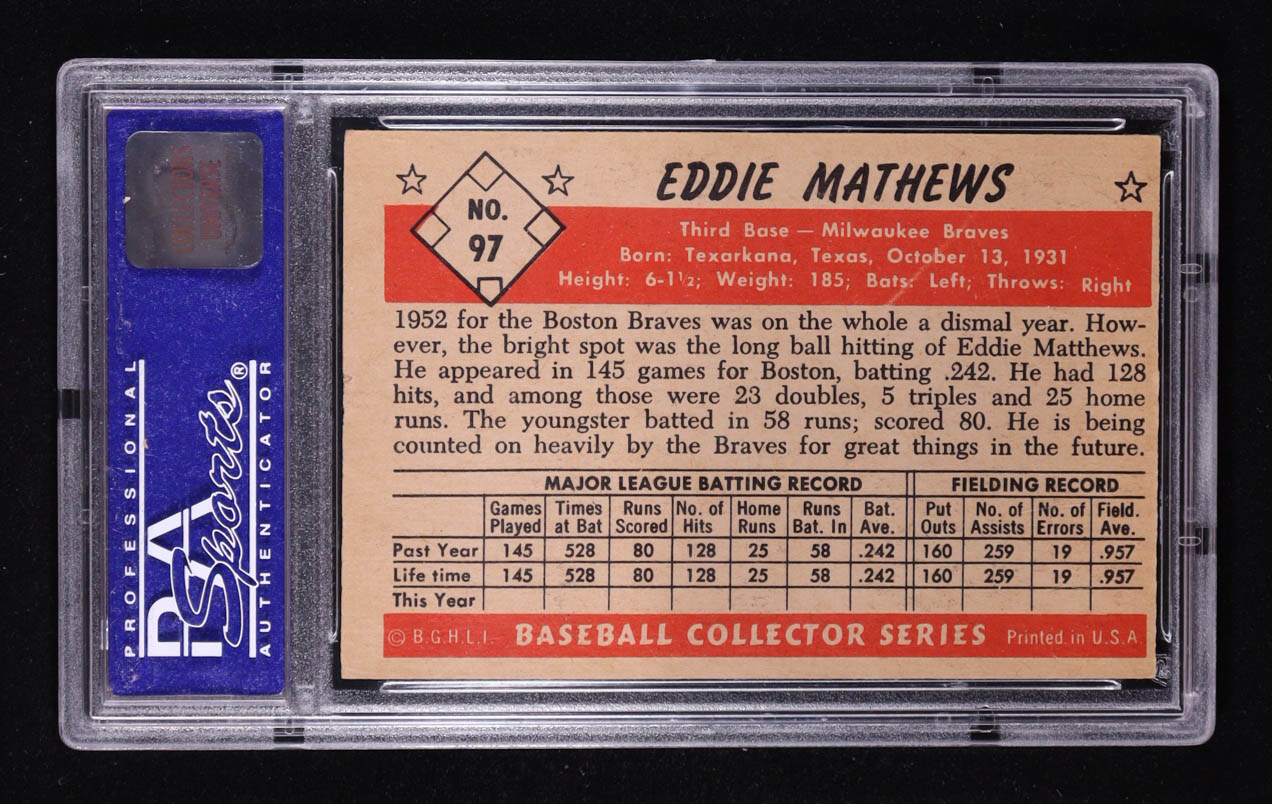 NO.
97
EDDIE MATHEWS
Third Base — Milwaukee Braves
Born: Texarkana, Texas, October 13, 1931
Height: 6-1½; Weight: 185; Bats: Left; Throws: Right
1952 for the Boston Braves was on the whole a dismal year. How-
ever, the bright spot was the long ball hitting of Eddie Matthews.
He appeared in 145 games for Boston, batting .242. He had 128
hits, and among those were 23 doubles, 5 triples and 25 home
runs. The youngster batted in 58 runs; scored 80. He is being
counted on heavily by the Braves for great things in the future.
MAJOR LEAGUE BATTING RECORD FIELDING RECORD
Games Played Times at Bat Runs Scored No. of Hits Home Runs Runs Bat. In Bat. Ave. Put Outs No. of Assists No. of Errors Field. Ave.
Past Year 145 528 80 128 25 58 .242 160 259 19 .957
Life time 145 528 80 128 25 58 .242 160 259 19 .957
This Year
© B.G.H.L.I. BASEBALL COLLECTOR SERIES Printed in U.S.A.
PROFESSIONAL
PSA
Sports®
AUTHENTICATOR